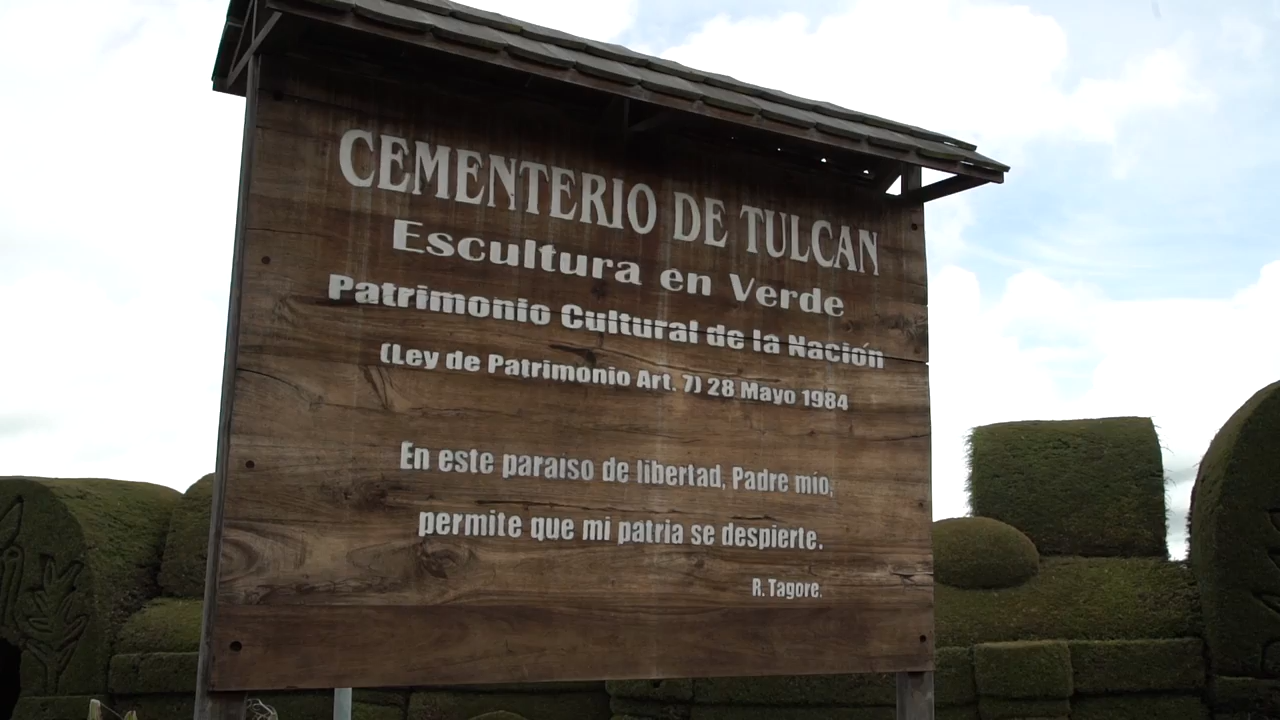 CEMENTERIO DE TULCAN
Escultura en Verde
Patrimonio Cultural de la Nación
(Ley de Patrimonio Art. 7) 28 Mayo 1984
En este paraiso de libertad, Padre mío,
permite que mi patria se despierte.
R. Tagore.